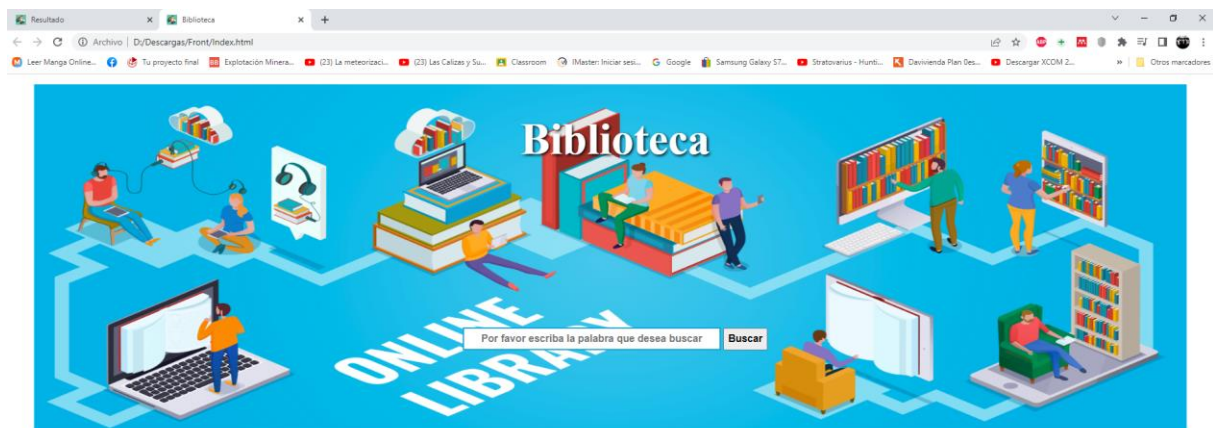 Resultado
Biblioteca
Archivo | D:/Descargas/Front/Index.html
Leer Manga Online...
Tu proyecto final
Explotación Minera...
(23) La meteorizaci...
(23) Las Calizas y Su...
Classroom
IMaster: Iniciar sesi...
Google
Samsung Galaxy S7...
Stratovarius - Hunti...
Davivienda Plan Des...
Descargar XCOM 2...
»
Otros marcadores
Biblioteca
ONLINE
LIBRARY
Por favor escriba la palabra que desea buscar
Buscar